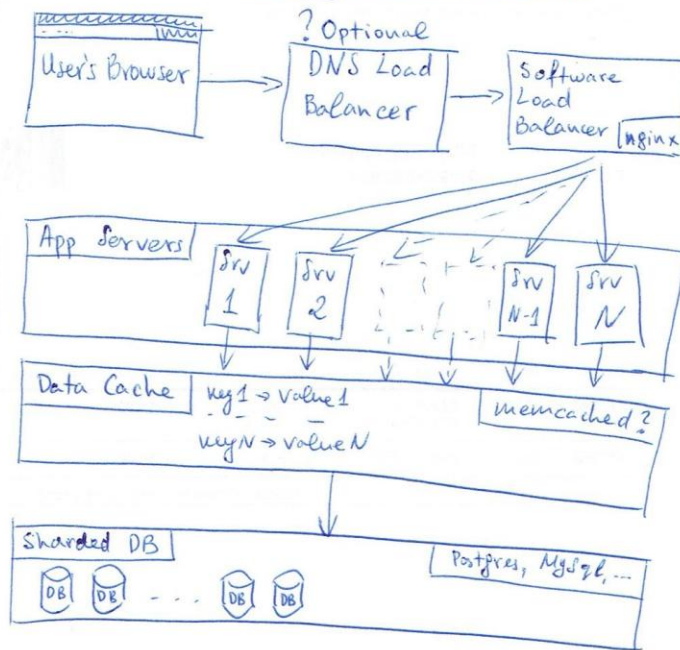 ? Optional
User's Browser
DNS Load
Balancer
Software
Load
Balancer
nginx
App Servers
Srv
1
Srv
2
Srv
N-1
Srv
N
Data Cache
key1 → value1
keyN → valueN
memcached?
Sharded DB
Postgres, MySql, ...
DB
DB
. . . .
DB
DB